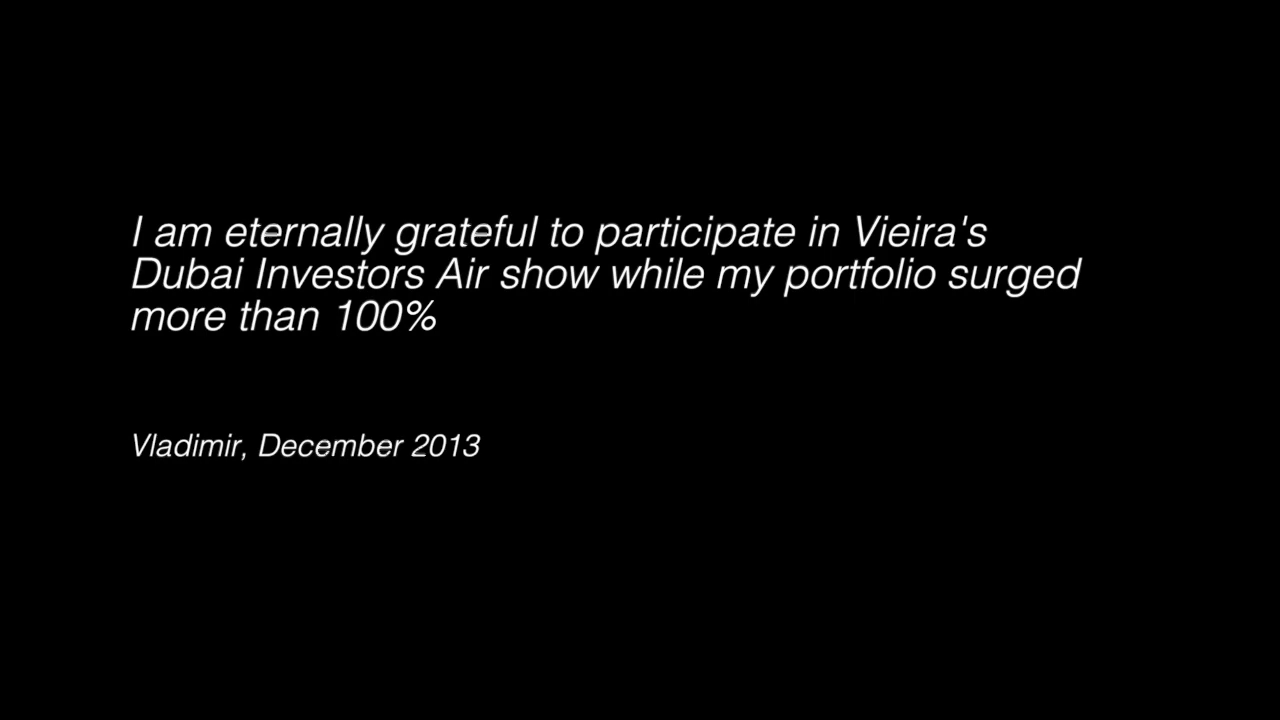 I am eternally grateful to participate in Vieira's
Dubai Investors Air show while my portfolio surged
more than 100%
Vladimir, December 2013